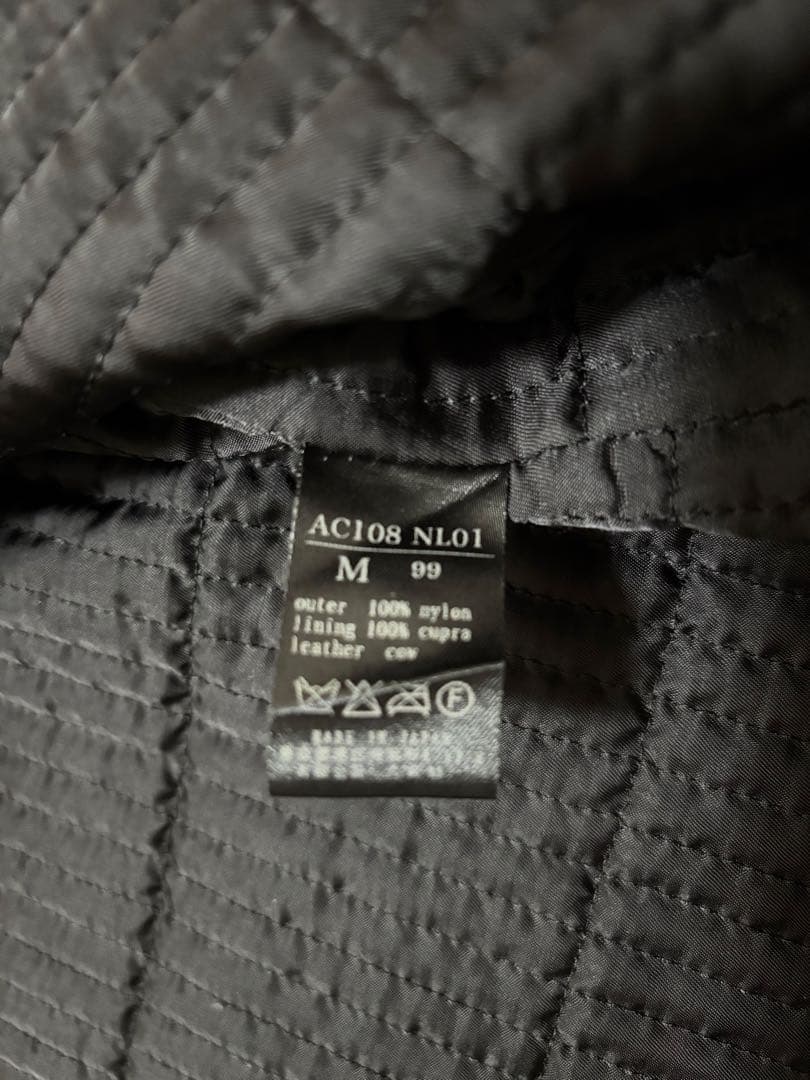 AC108 NL01
M 99
outer 100% nylon
lining 100% cupra
leather cow
F
MADE IN JAPAN